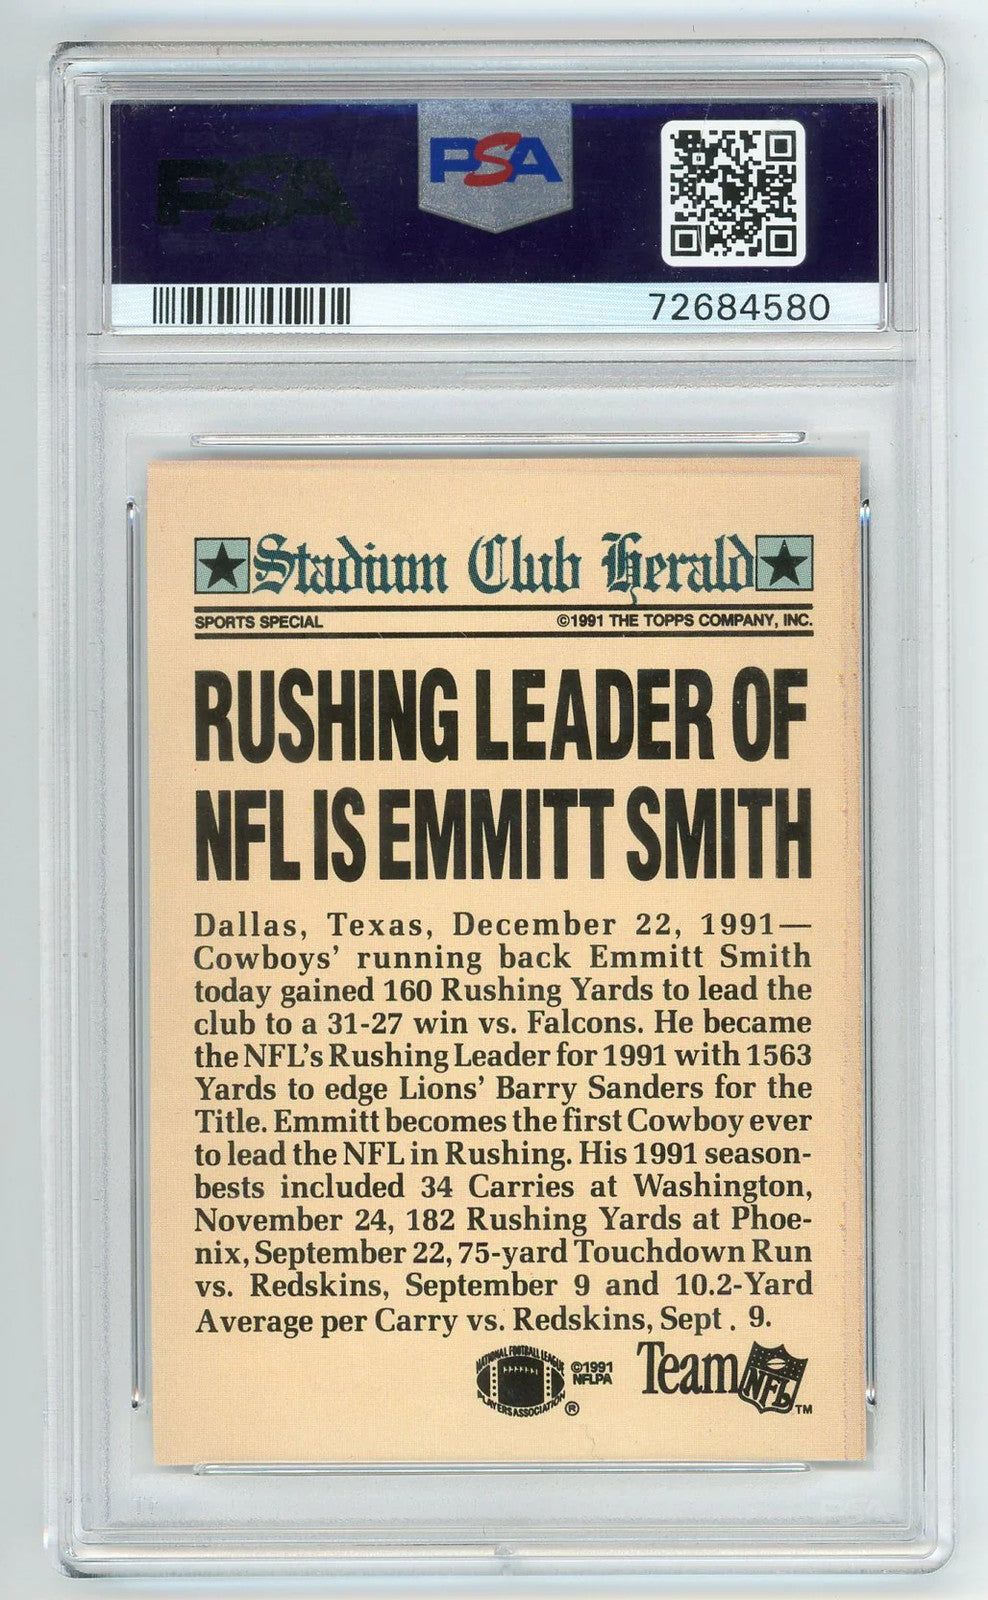 PSA
PSA
72684580
Stadium Club Herald
SPORTS SPECIAL ©1991 THE TOPPS COMPANY, INC.
RUSHING LEADER OF
NFL IS EMMITT SMITH
Dallas, Texas, December 22, 1991—
Cowboys' running back Emmitt Smith
today gained 160 Rushing Yards to lead the
club to a 31-27 win vs. Falcons. He became
the NFL's Rushing Leader for 1991 with 1563
Yards to edge Lions' Barry Sanders for the
Title. Emmitt becomes the first Cowboy ever
to lead the NFL in Rushing. His 1991 season-
bests included 34 Carries at Washington,
November 24, 182 Rushing Yards at Phoe-
nix, September 22, 75-yard Touchdown Run
vs. Redskins, September 9 and 10.2-Yard
Average per Carry vs. Redskins, Sept. 9.
NATIONAL FOOTBALL LEAGUE
PLAYERS ASSOCIATION ®
©1991
NFLPA
Team NFL ™